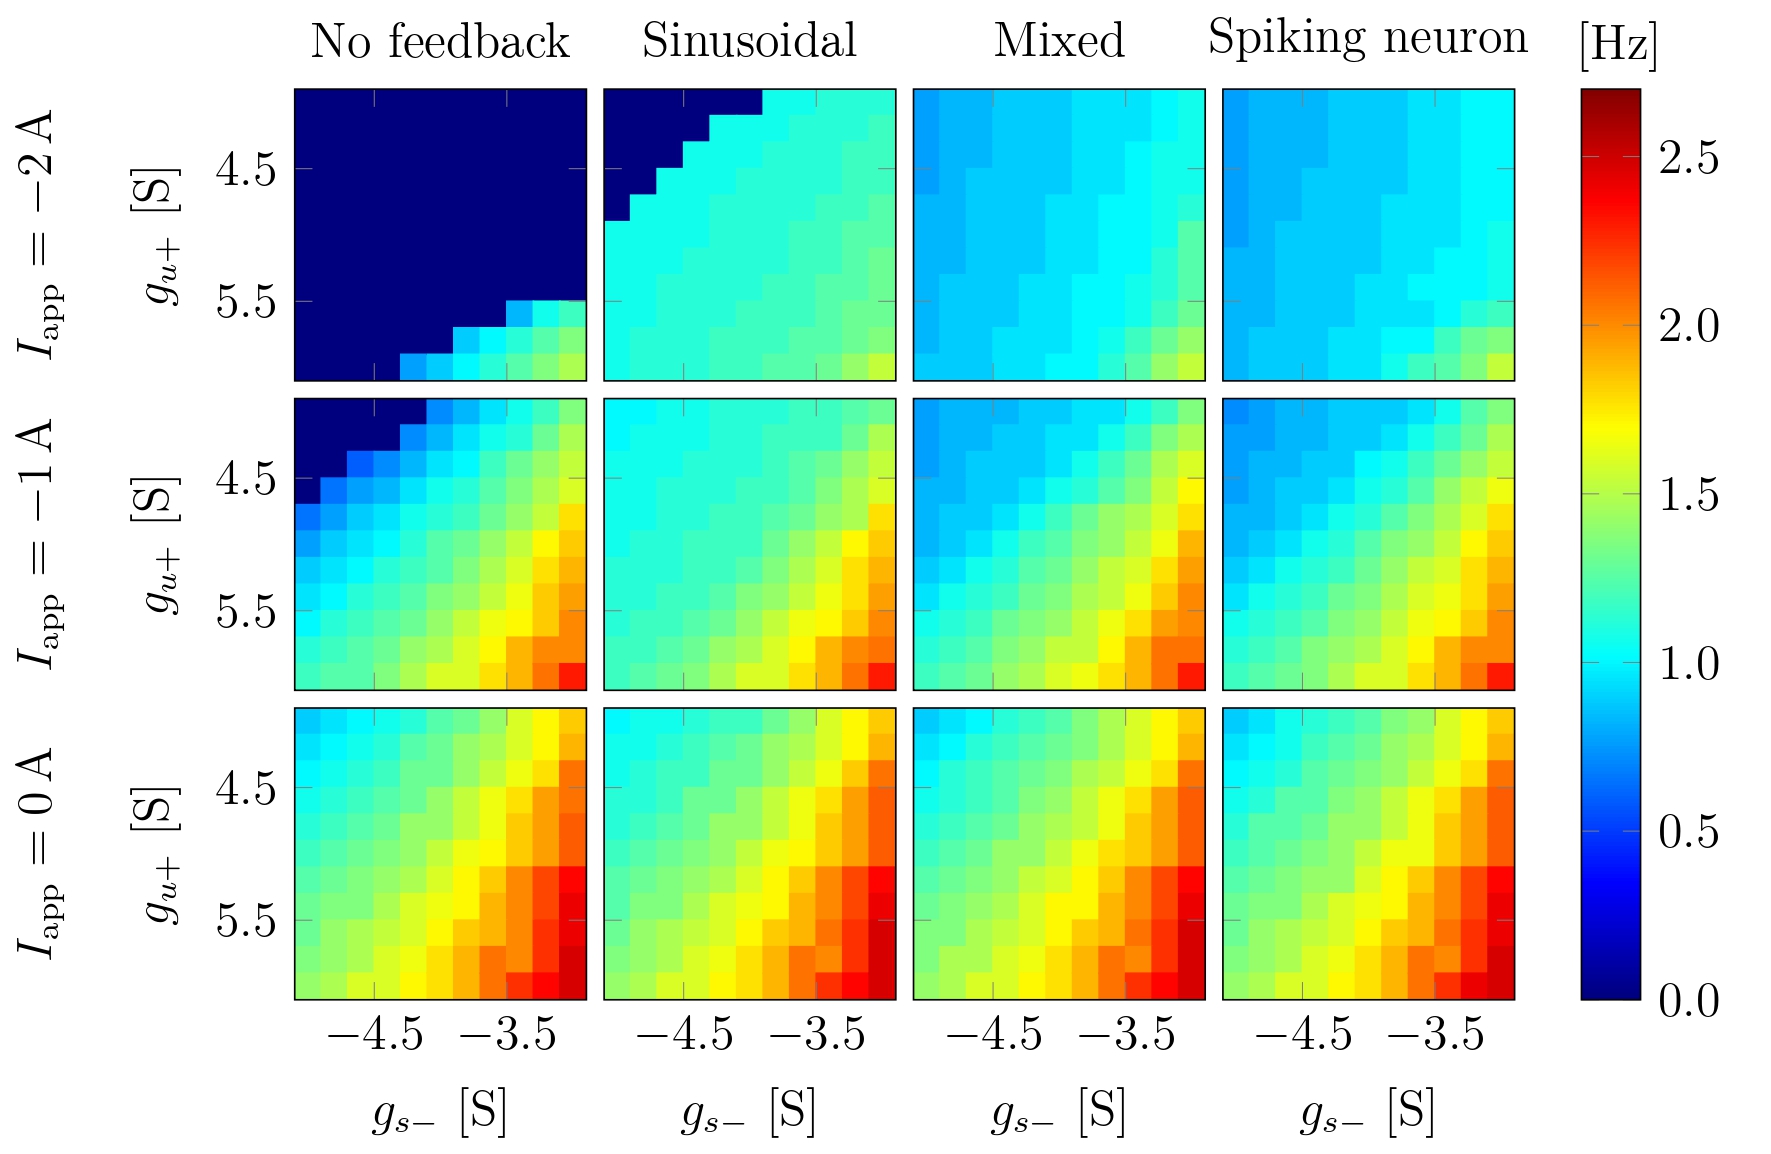 No feedback Sinusoidal Mixed Spiking neuron [Hz]
I_app = −2 A
g_u+ [S]
4.5
5.5
I_app = −1 A
g_u+ [S]
4.5
5.5
I_app = 0 A
g_u+ [S]
4.5
5.5
−4.5 −3.5 −4.5 −3.5 −4.5 −3.5 −4.5 −3.5
g_s− [S] g_s− [S] g_s− [S] g_s− [S]
2.5
2.0
1.5
1.0
0.5
0.0